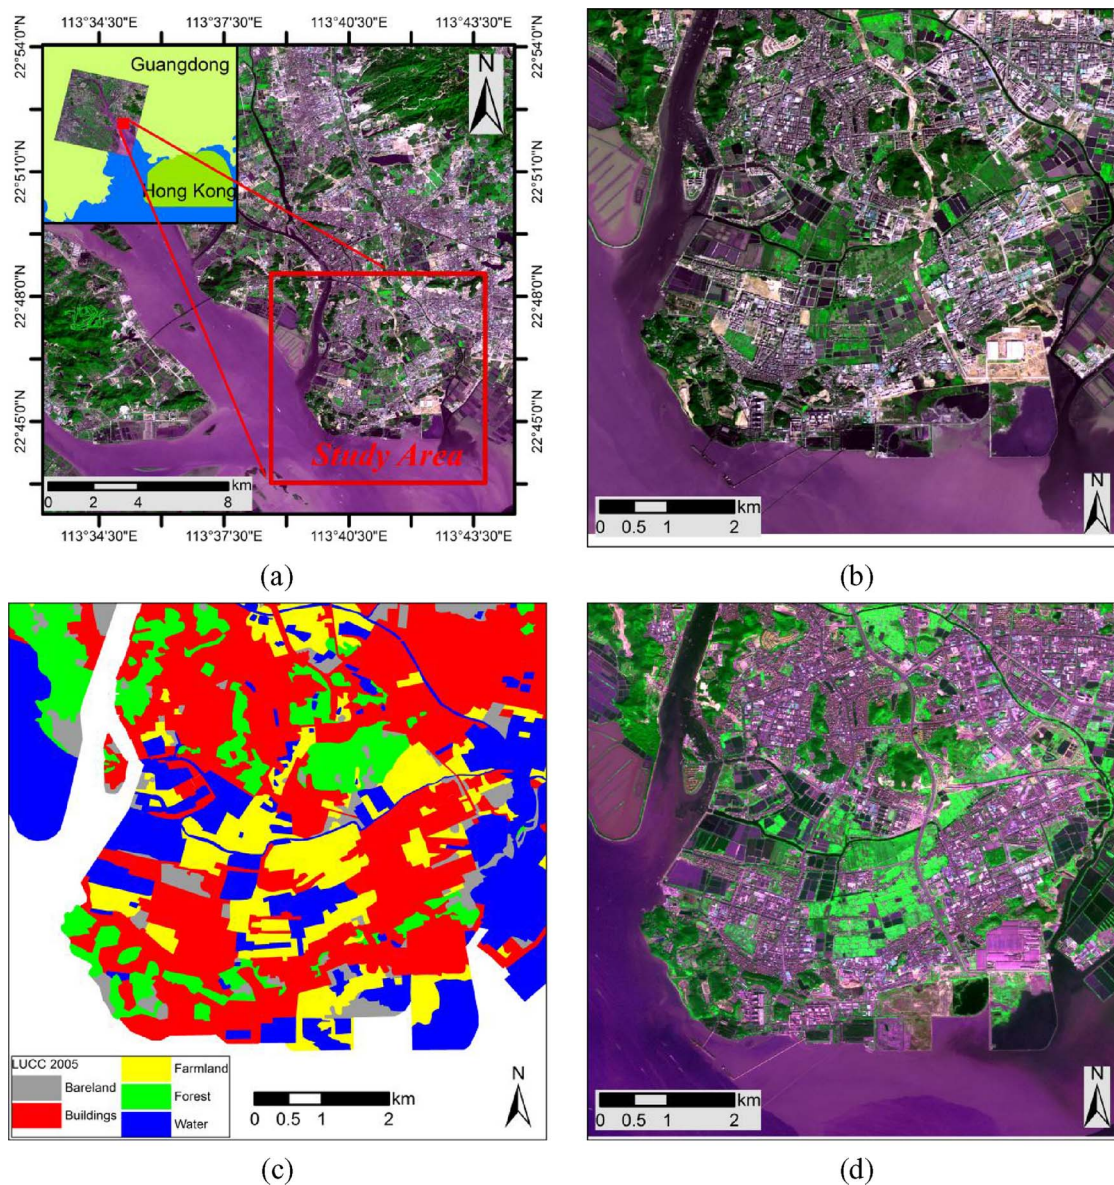 113°34'30"E 113°37'30"E 113°40'30"E 113°43'30"E
22°54'0"N
22°51'0"N
22°48'0"N
22°45'0"N
22°54'0"N
22°51'0"N
22°48'0"N
22°45'0"N
Guangdong
Hong Kong
N
Study Area
km
0 2 4 8
113°34'30"E 113°37'30"E 113°40'30"E 113°43'30"E
(a)
N
km
0 0.5 1 2
(b)
LUCC 2005
Bareland
Buildings
Farmland
Forest
Water
km
0 0.5 1 2
N
(c)
N
km
0 0.5 1 2
(d)